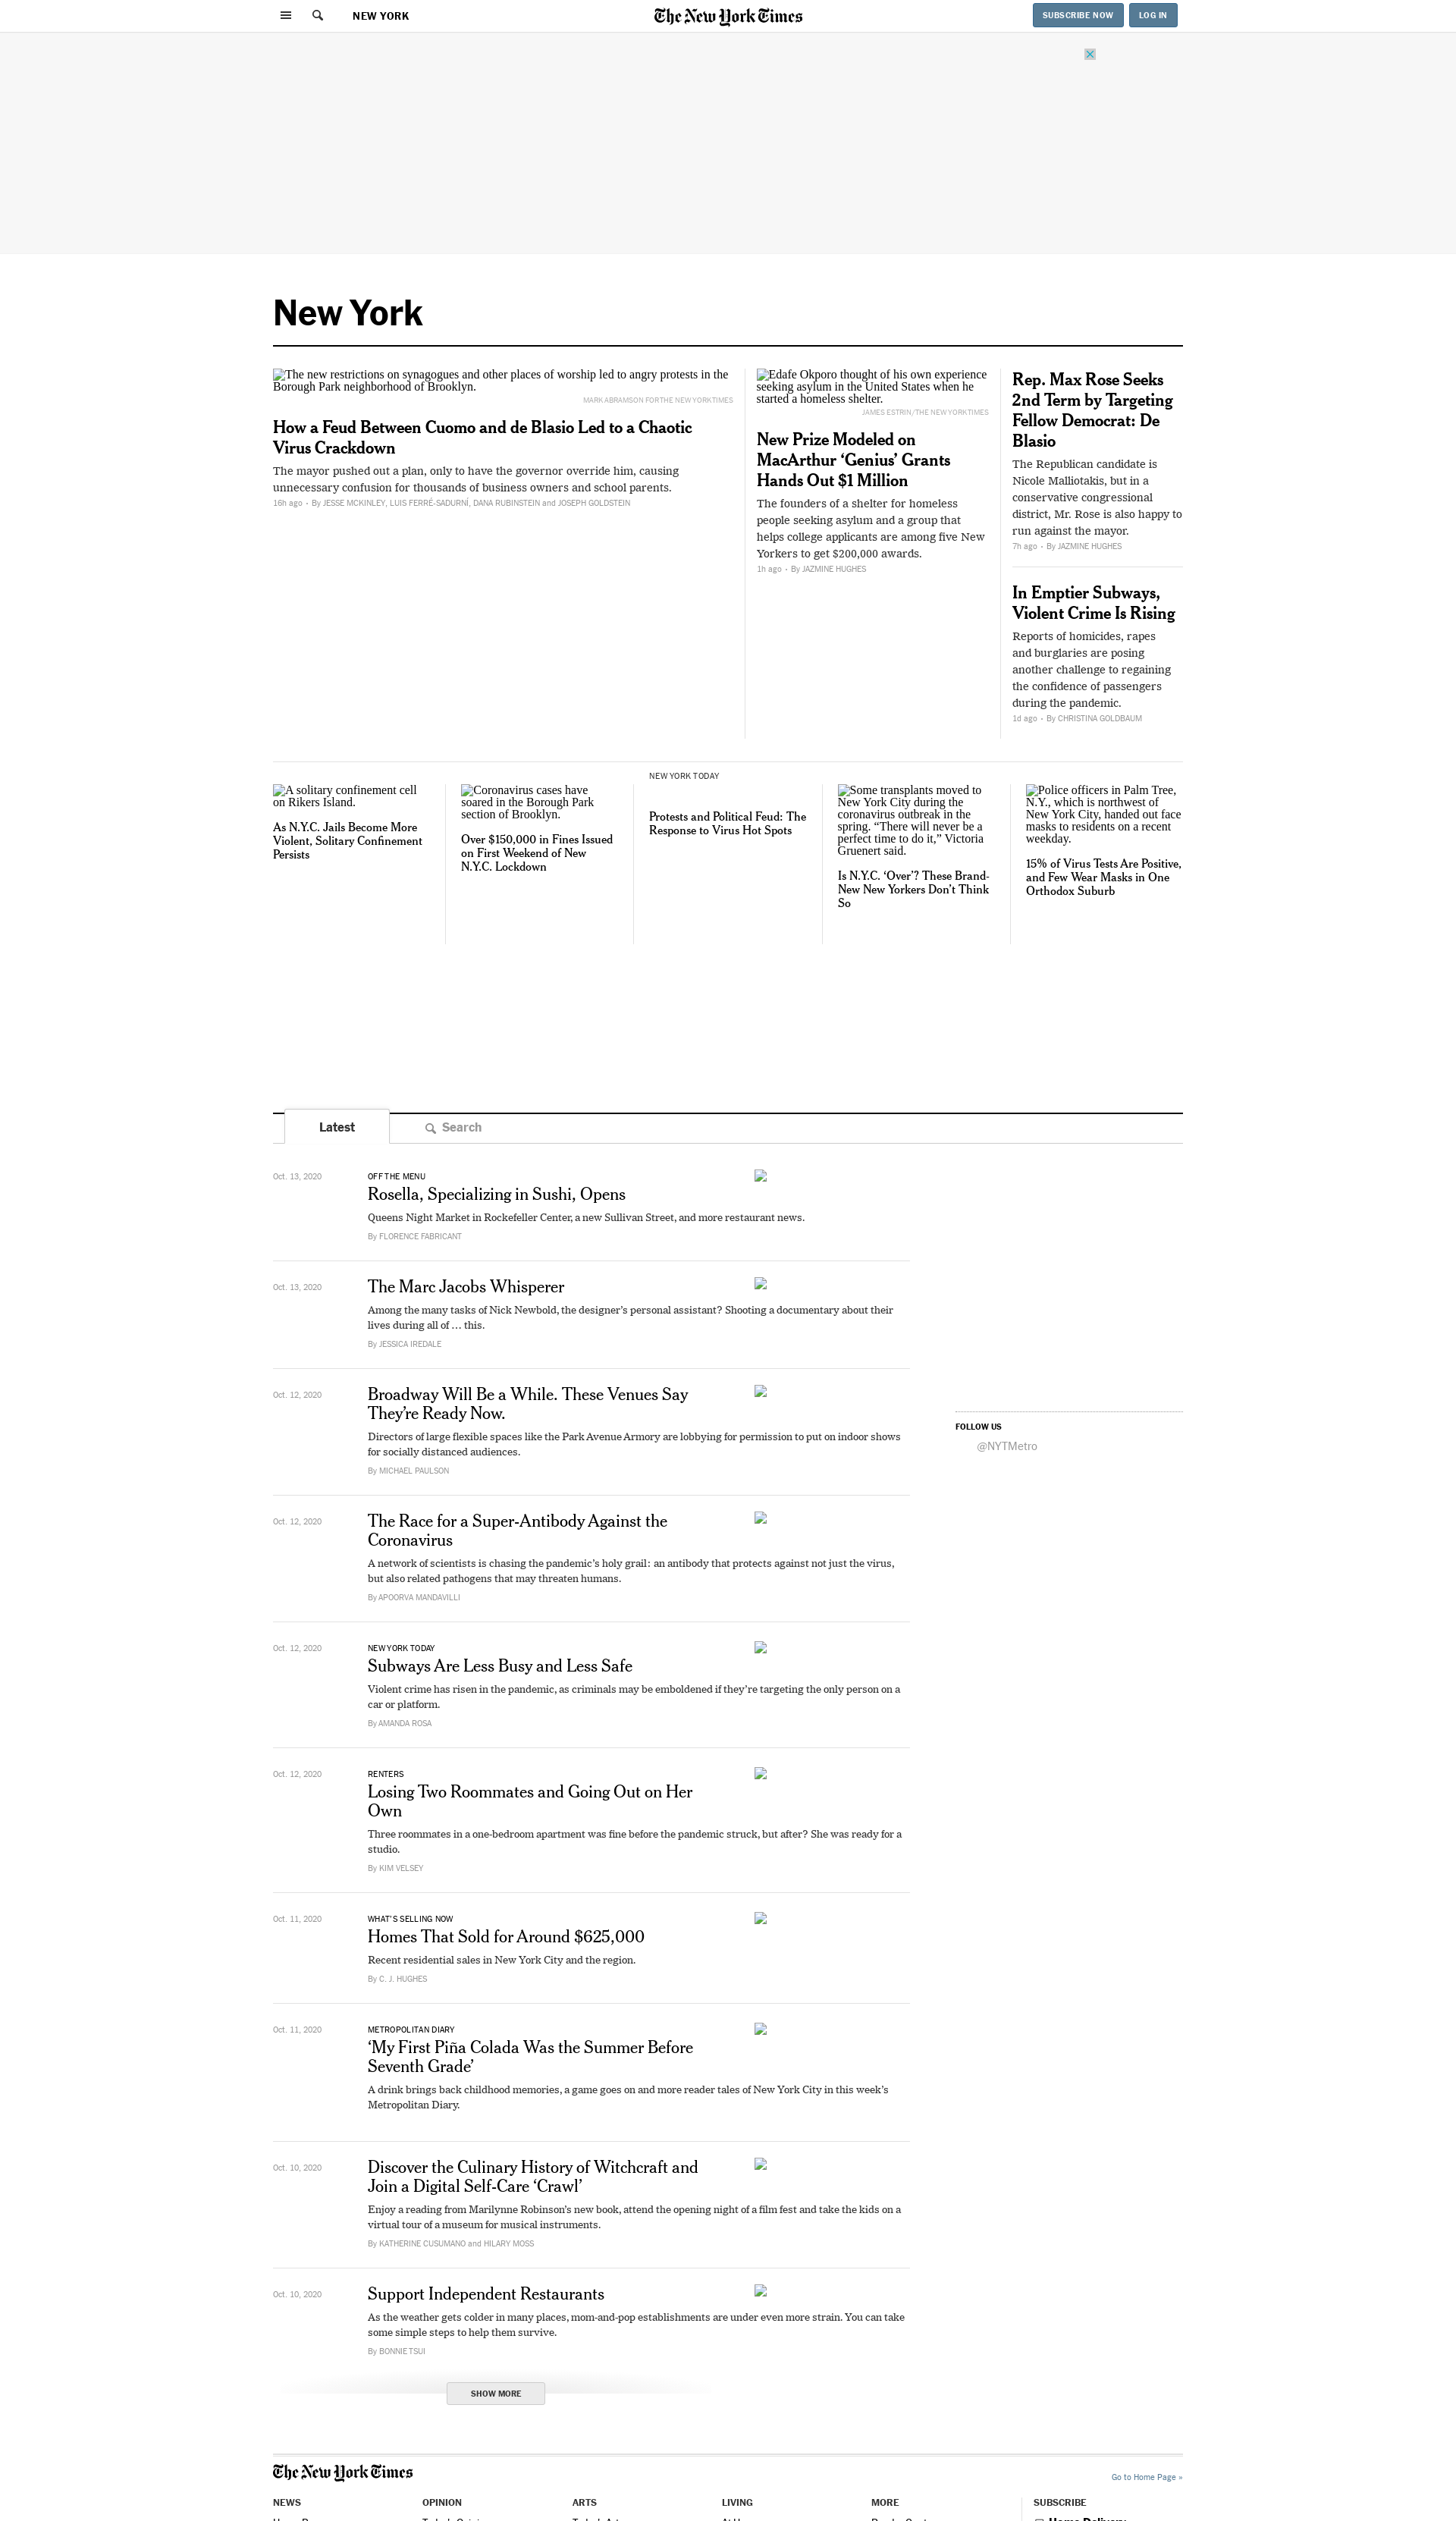 NEW YORK
The New York Times
SUBSCRIBE NOW
LOG IN
New York
The new restrictions on synagogues and other places of worship led to angry protests in the
Borough Park neighborhood of Brooklyn.
MARK ABRAMSON FOR THE NEW YORK TIMES
How a Feud Between Cuomo and de Blasio Led to a Chaotic
Virus Crackdown
The mayor pushed out a plan, only to have the governor override him, causing
unnecessary confusion for thousands of business owners and school parents.
16h ago • By JESSE MCKINLEY, LUIS FERRÉ-SADURNÍ, DANA RUBINSTEIN and JOSEPH GOLDSTEIN
Edafe Okporo thought of his own experience
seeking asylum in the United States when he
started a homeless shelter.
JAMES ESTRIN/THE NEW YORK TIMES
New Prize Modeled on
MacArthur ‘Genius’ Grants
Hands Out $1 Million
The founders of a shelter for homeless
people seeking asylum and a group that
helps college applicants are among five New
Yorkers to get $200,000 awards.
1h ago • By JAZMINE HUGHES
Rep. Max Rose Seeks
2nd Term by Targeting
Fellow Democrat: De
Blasio
The Republican candidate is
Nicole Malliotakis, but in a
conservative congressional
district, Mr. Rose is also happy to
run against the mayor.
7h ago • By JAZMINE HUGHES
In Emptier Subways,
Violent Crime Is Rising
Reports of homicides, rapes
and burglaries are posing
another challenge to regaining
the confidence of passengers
during the pandemic.
1d ago • By CHRISTINA GOLDBAUM
A solitary confinement cell
on Rikers Island.
As N.Y.C. Jails Become More
Violent, Solitary Confinement
Persists
Coronavirus cases have
soared in the Borough Park
section of Brooklyn.
Over $150,000 in Fines Issued
on First Weekend of New
N.Y.C. Lockdown
NEW YORK TODAY
Protests and Political Feud: The
Response to Virus Hot Spots
Some transplants moved to
New York City during the
coronavirus outbreak in the
spring. “There will never be a
perfect time to do it,” Victoria
Gruenert said.
Is N.Y.C. ‘Over’? These Brand-
New New Yorkers Don’t Think
So
Police officers in Palm Tree,
N.Y., which is northwest of
New York City, handed out face
masks to residents on a recent
weekday.
15% of Virus Tests Are Positive,
and Few Wear Masks in One
Orthodox Suburb
Latest
Search
Oct. 13, 2020
OFF THE MENU
Rosella, Specializing in Sushi, Opens
Queens Night Market in Rockefeller Center, a new Sullivan Street, and more restaurant news.
By FLORENCE FABRICANT
Oct. 13, 2020
The Marc Jacobs Whisperer
Among the many tasks of Nick Newbold, the designer’s personal assistant? Shooting a documentary about their
lives during all of … this.
By JESSICA IREDALE
Oct. 12, 2020
Broadway Will Be a While. These Venues Say
They’re Ready Now.
Directors of large flexible spaces like the Park Avenue Armory are lobbying for permission to put on indoor shows
for socially distanced audiences.
By MICHAEL PAULSON
FOLLOW US
@NYTMetro
Oct. 12, 2020
The Race for a Super-Antibody Against the
Coronavirus
A network of scientists is chasing the pandemic’s holy grail: an antibody that protects against not just the virus,
but also related pathogens that may threaten humans.
By APOORVA MANDAVILLI
Oct. 12, 2020
NEW YORK TODAY
Subways Are Less Busy and Less Safe
Violent crime has risen in the pandemic, as criminals may be emboldened if they’re targeting the only person on a
car or platform.
By AMANDA ROSA
Oct. 12, 2020
RENTERS
Losing Two Roommates and Going Out on Her
Own
Three roommates in a one-bedroom apartment was fine before the pandemic struck, but after? She was ready for a
studio.
By KIM VELSEY
Oct. 11, 2020
WHAT’S SELLING NOW
Homes That Sold for Around $625,000
Recent residential sales in New York City and the region.
By C. J. HUGHES
Oct. 11, 2020
METROPOLITAN DIARY
‘My First Piña Colada Was the Summer Before
Seventh Grade’
A drink brings back childhood memories, a game goes on and more reader tales of New York City in this week’s
Metropolitan Diary.
Oct. 10, 2020
Discover the Culinary History of Witchcraft and
Join a Digital Self-Care ‘Crawl’
Enjoy a reading from Marilynne Robinson’s new book, attend the opening night of a film fest and take the kids on a
virtual tour of a museum for musical instruments.
By KATHERINE CUSUMANO and HILARY MOSS
Oct. 10, 2020
Support Independent Restaurants
As the weather gets colder in many places, mom-and-pop establishments are under even more strain. You can take
some simple steps to help them survive.
By BONNIE TSUI
SHOW MORE
The New York Times
Go to Home Page »
NEWS
OPINION
ARTS
LIVING
MORE
SUBSCRIBE